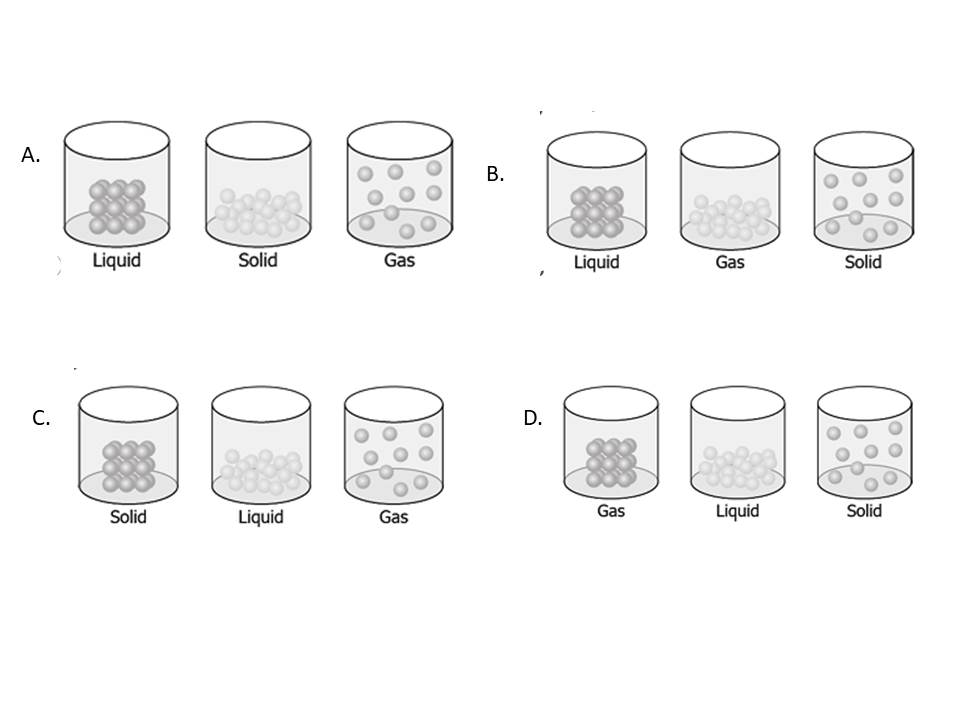 A.
Liquid Solid Gas
B.
Liquid Gas Solid
C.
Solid Liquid Gas
D.
Gas Liquid Solid